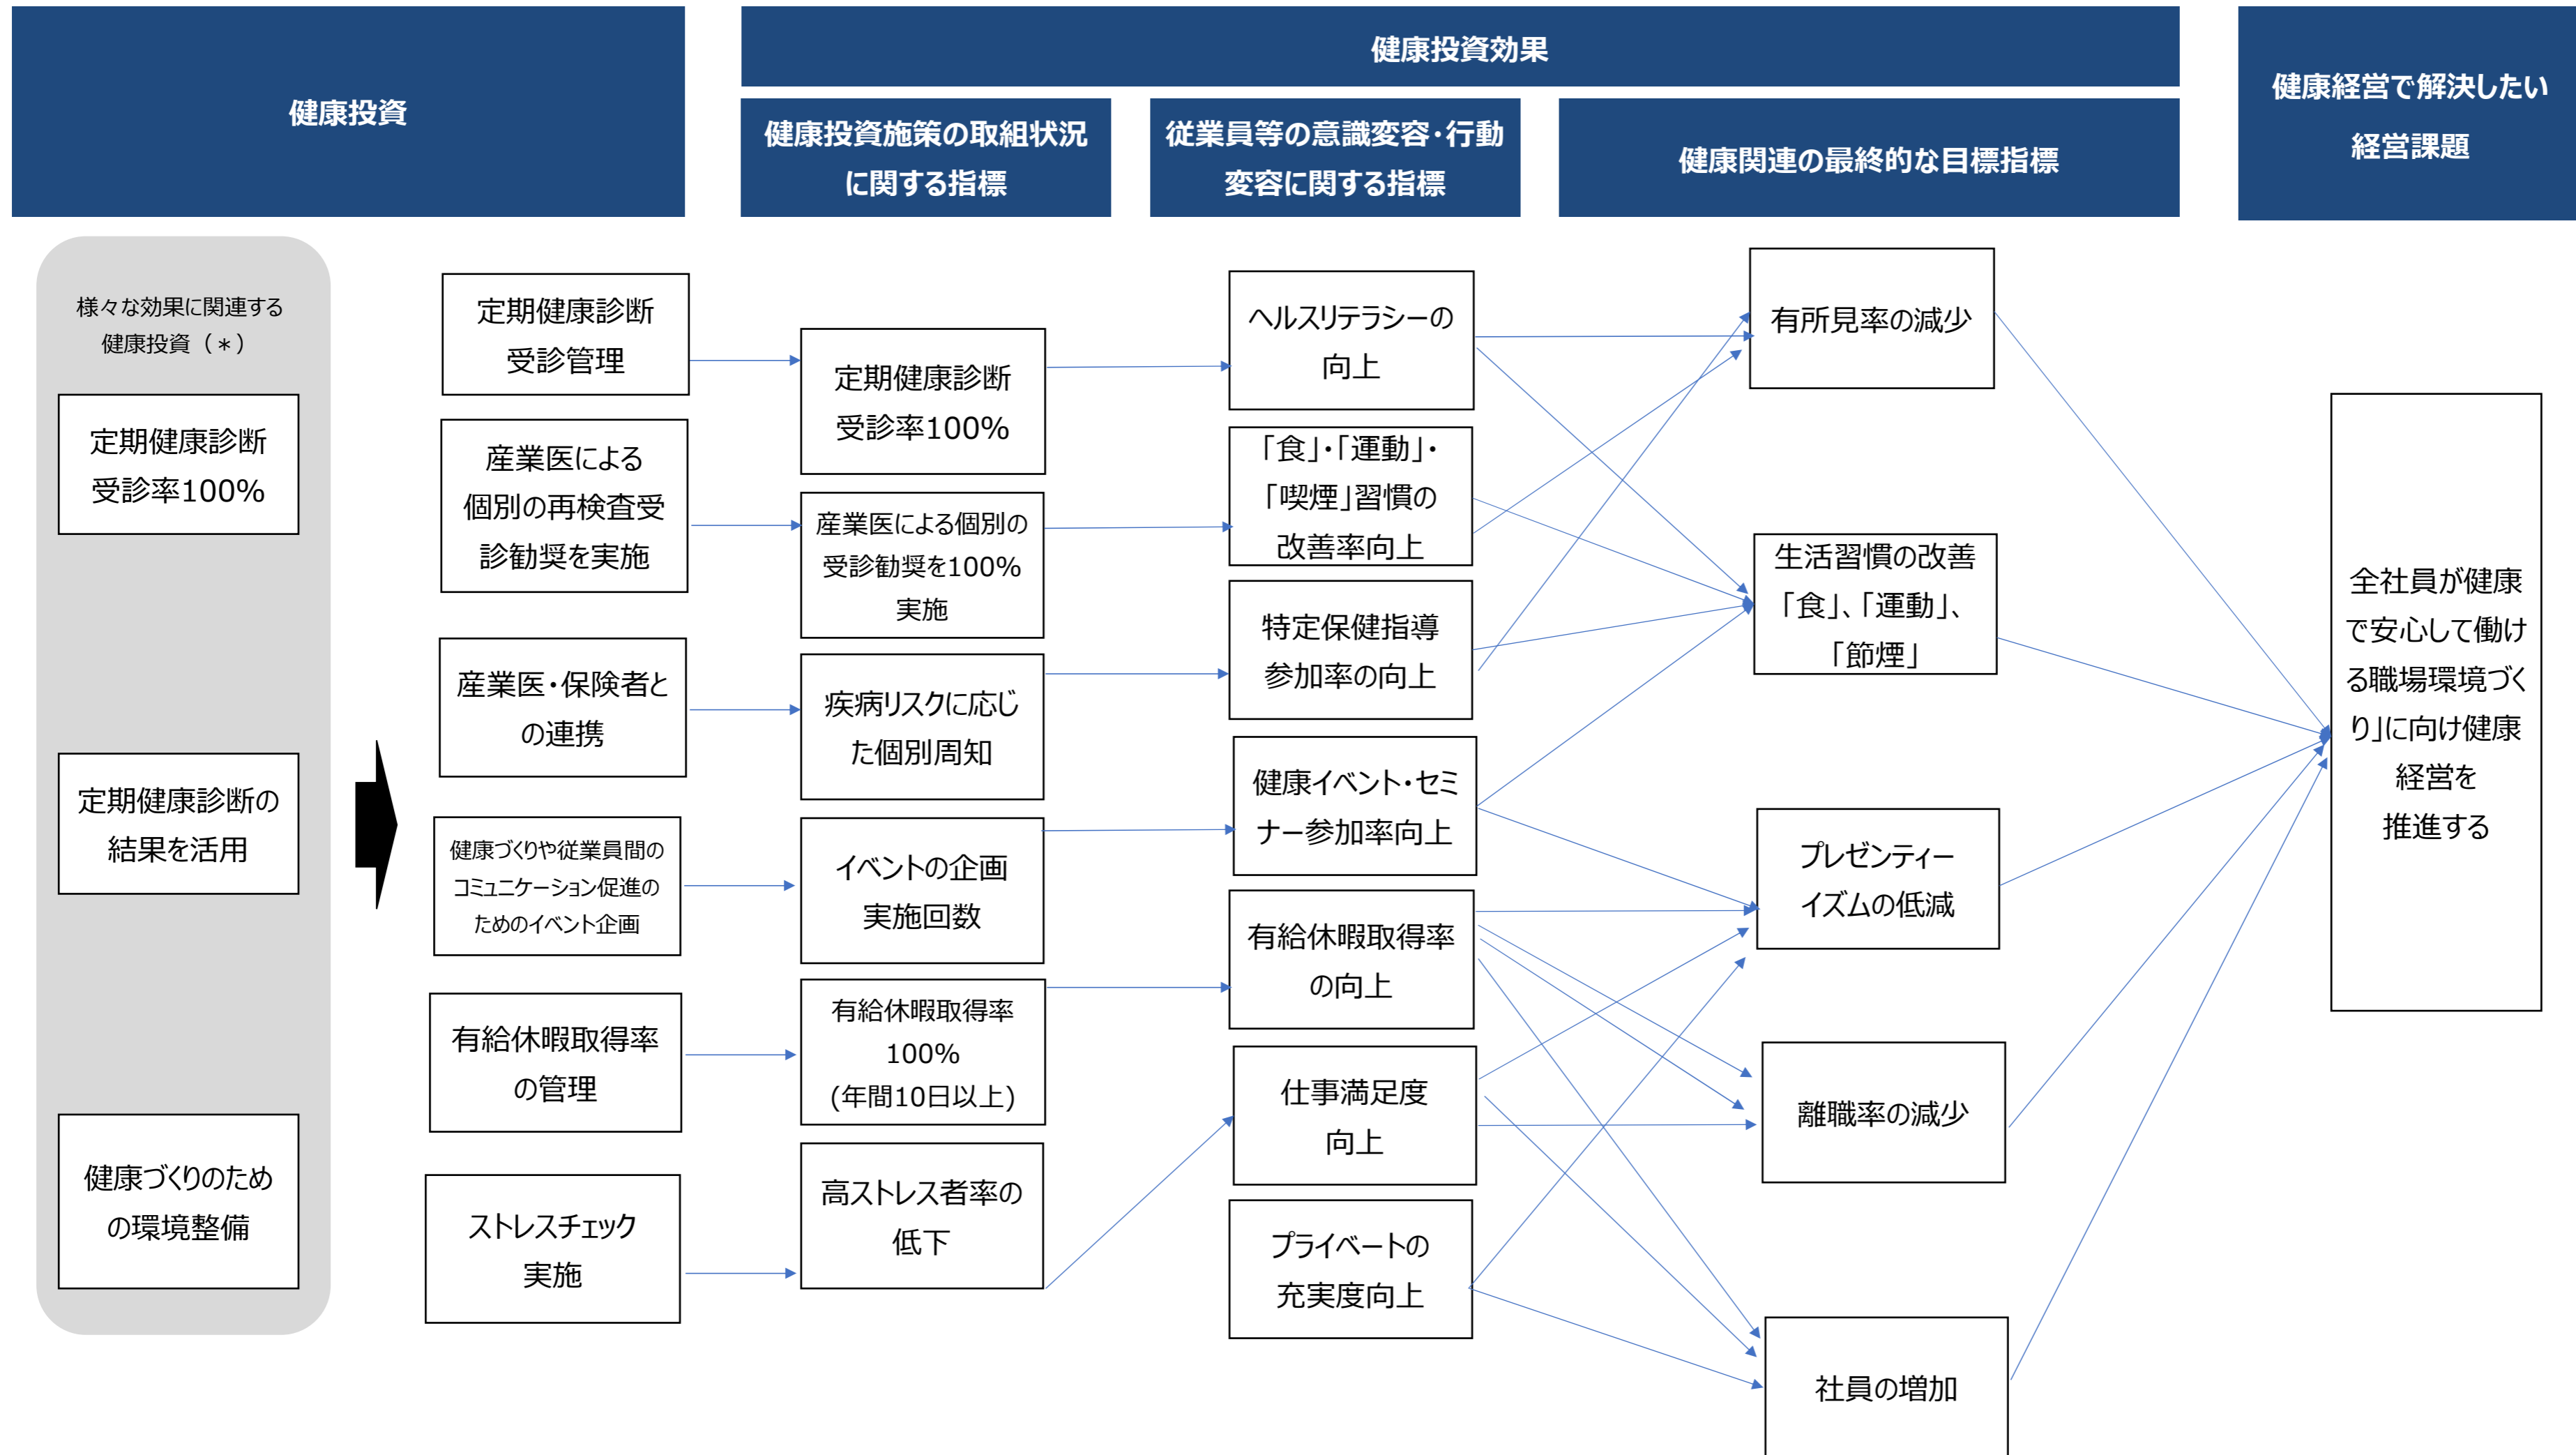 健康投資
健康投資効果
健康投資施策の取組状況
に関する指標
従業員等の意識変容・行動
変容に関する指標
健康関連の最終的な目標指標
健康経営で解決したい
経営課題
様々な効果に関連する
健康投資（＊）
定期健康診断
受診率100%
定期健康診断の
結果を活用
健康づくりのため
の環境整備
定期健康診断
受診管理
産業医による
個別の再検査受
診勧奨を実施
産業医・保険者と
の連携
健康づくりや従業員間の
コミュニケーション促進の
ためのイベント企画
有給休暇取得率
の管理
ストレスチェック
実施
定期健康診断
受診率100%
産業医による個別の
受診勧奨を100%
実施
疾病リスクに応じ
た個別周知
イベントの企画
実施回数
有給休暇取得率
100%
(年間10日以上)
高ストレス者率の
低下
ヘルスリテラシーの
向上
「食」・「運動」・
「喫煙」習慣の
改善率向上
特定保健指導
参加率の向上
健康イベント・セミ
ナー参加率向上
有給休暇取得率
の向上
仕事満足度
向上
プライベートの
充実度向上
有所見率の減少
生活習慣の改善
「食」、「運動」、
「節煙」
プレゼンティー
イズムの低減
離職率の減少
社員の増加
全社員が健康
で安心して働け
る職場環境づく
り」に向け健康
経営を
推進する